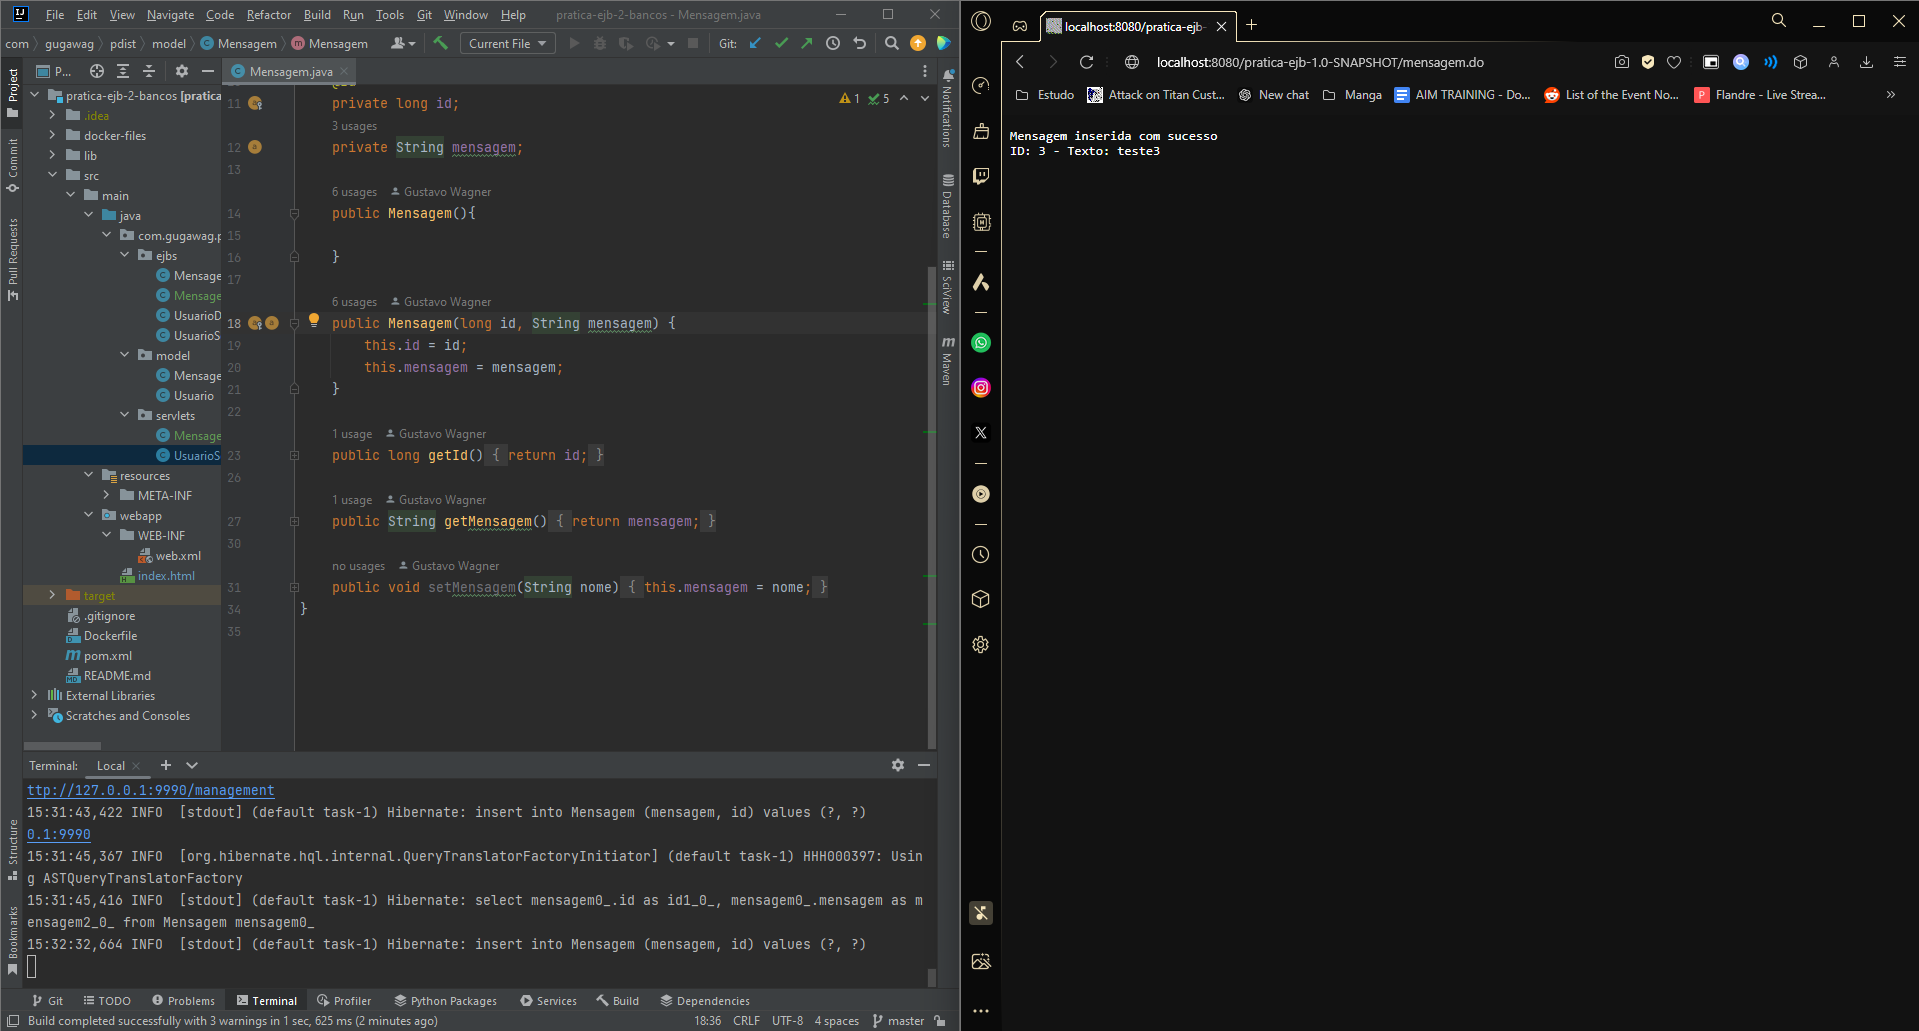 File Edit View Navigate Code Refactor Build Run Tools Git Window Help pratica-ejb-2-bancos - Mensagem.java
com gugawag pdist model Mensagem Mensagem Current File Git:
Project
P...
Mensagem.java
pratica-ejb-2-bancos [pratica
.idea
docker-files
lib
src
main
java
com.gugawag.p
ejbs
Mensage
Mensage
UsuarioD
UsuarioS
model
Mensage
Usuario
servlets
Mensage
UsuarioS
resources
META-INF
webapp
WEB-INF
web.xml
index.html
target
.gitignore
Dockerfile
pom.xml
README.md
External Libraries
Scratches and Consoles
Commit
Pull Requests
Structure
Bookmarks
1 5
11 private long id;
3 usages
12 private String mensagem;
13
6 usages Gustavo Wagner
14 public Mensagem(){
15
16 }
17
6 usages Gustavo Wagner
18 public Mensagem(long id, String mensagem) {
19 this.id = id;
20 this.mensagem = mensagem;
21 }
22
1 usage Gustavo Wagner
23 public long getId() { return id; }
26
1 usage Gustavo Wagner
27 public String getMensagem() { return mensagem; }
30
no usages Gustavo Wagner
31 public void setMensagem(String nome) { this.mensagem = nome; }
34 }
35
Notifications
Database
SciView
Maven
Terminal: Local
ttp://127.0.0.1:9990/management
15:31:43,422 INFO [stdout] (default task-1) Hibernate: insert into Mensagem (mensagem, id) values (?, ?)
0.1:9990
15:31:45,367 INFO [org.hibernate.hql.internal.QueryTranslatorFactoryInitiator] (default task-1) HHH000397: Usin
g ASTQueryTranslatorFactory
15:31:45,416 INFO [stdout] (default task-1) Hibernate: select mensagem0_.id as id1_0_, mensagem0_.mensagem as m
ensagem2_0_ from Mensagem mensagem0_
15:32:32,664 INFO [stdout] (default task-1) Hibernate: insert into Mensagem (mensagem, id) values (?, ?)
Git TODO Problems Terminal Profiler Python Packages Services Build Dependencies
Build completed successfully with 3 warnings in 1 sec, 625 ms (2 minutes ago) 18:36 CRLF UTF-8 4 spaces master
localhost:8080/pratica-ejb-
localhost:8080/pratica-ejb-1.0-SNAPSHOT/mensagem.do
Estudo Attack on Titan Cust... New chat Manga AIM TRAINING - Do... List of the Event No... Flandre - Live Strea...
Mensagem inserida com sucesso
ID: 3 - Texto: teste3